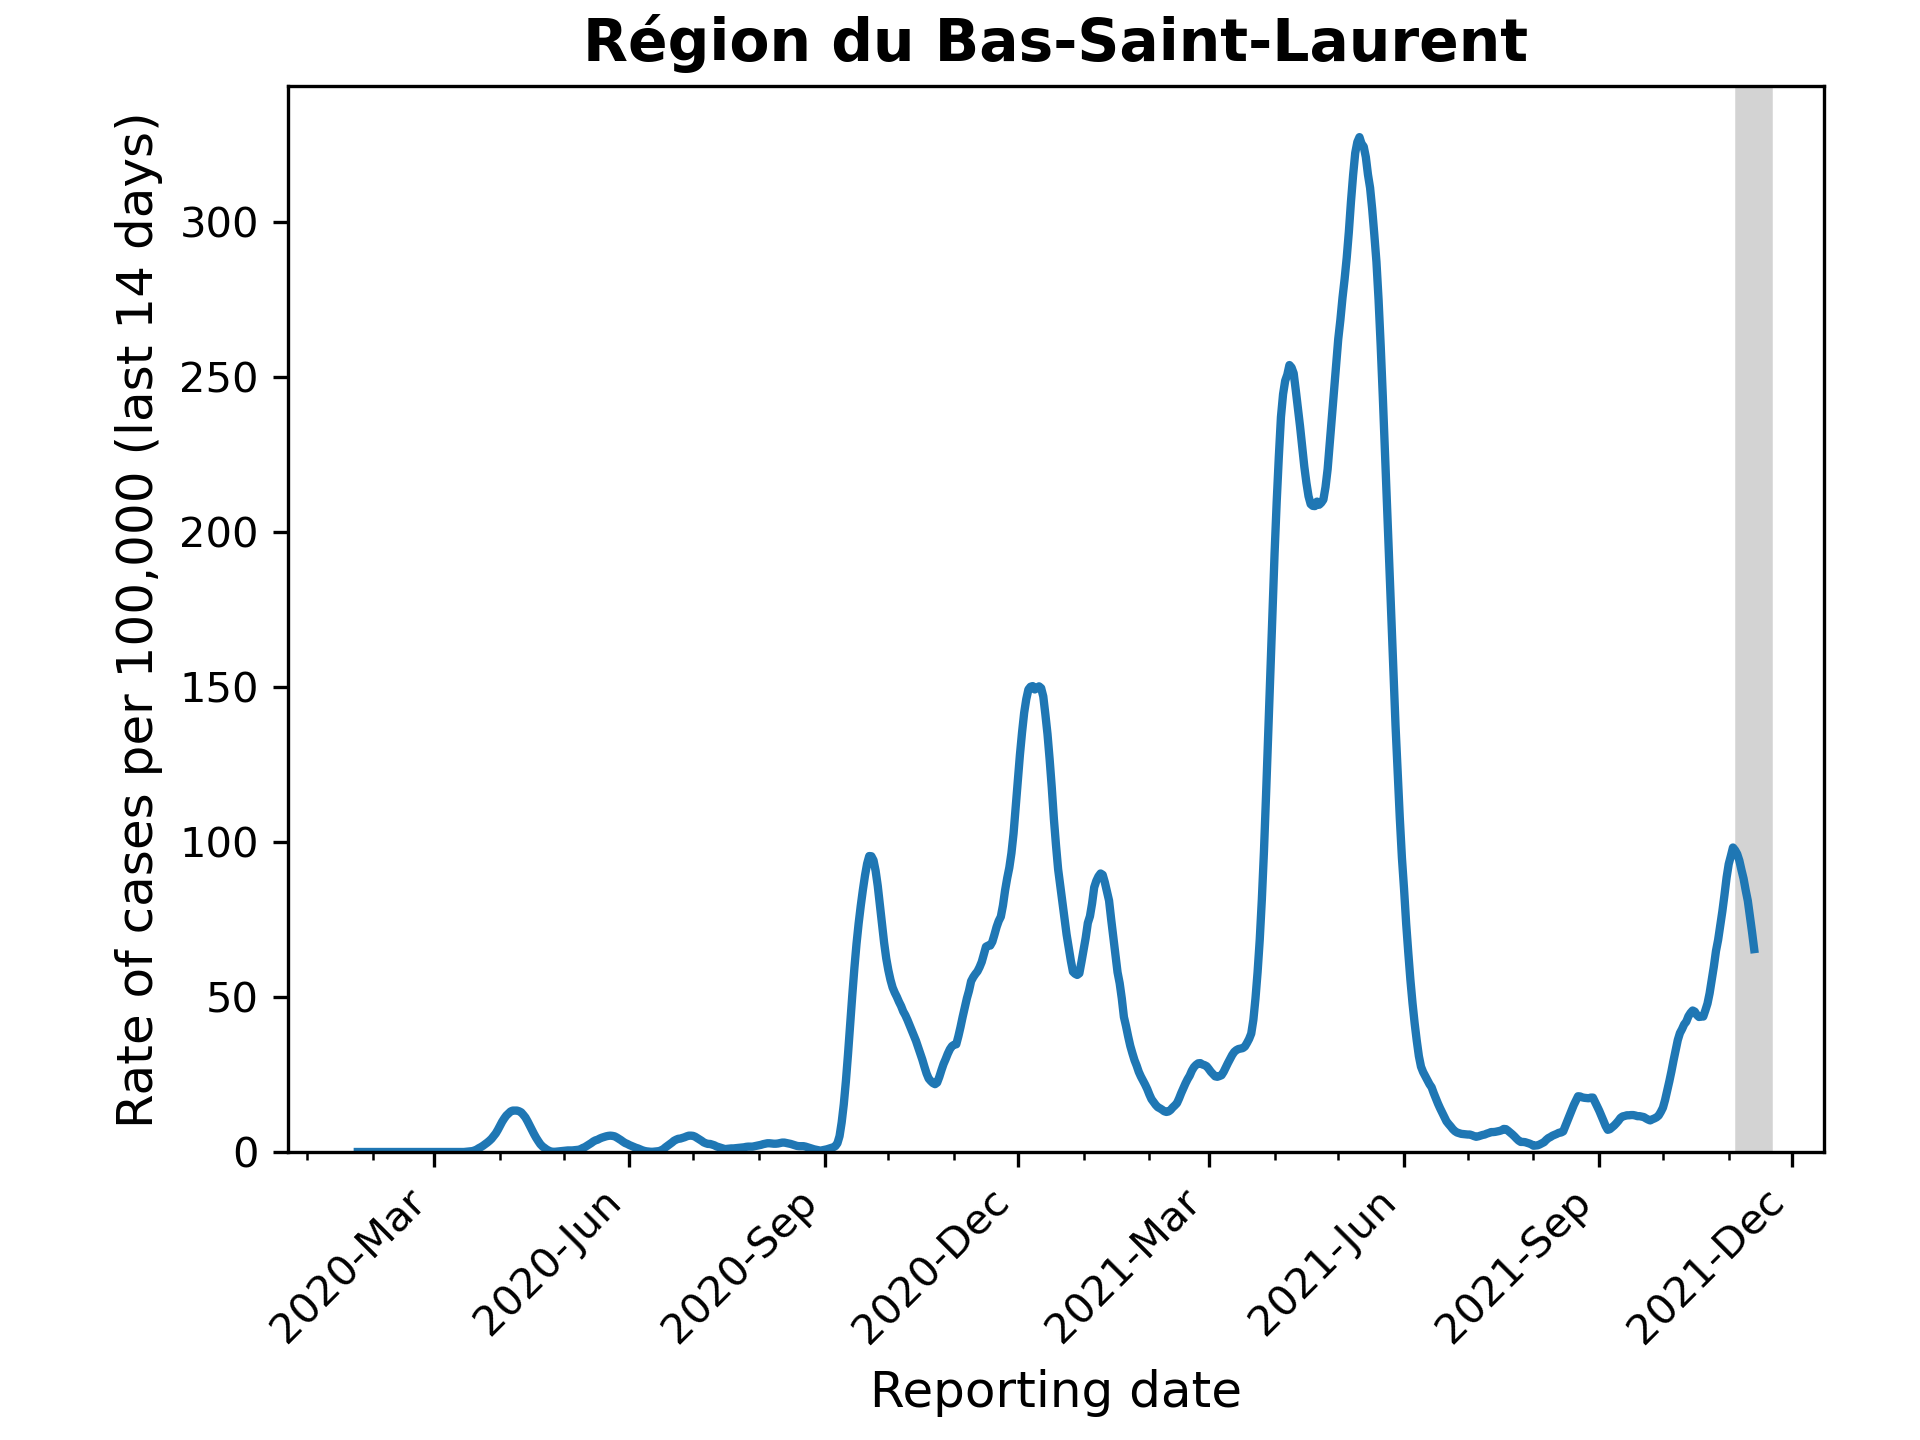 Région du Bas-Saint-Laurent
Rate of cases per 100,000 (last 14 days)
300
250
200
150
100
50
0
2020-Mar
2020-Jun
2020-Sep
2020-Dec
2021-Mar
2021-Jun
2021-Sep
2021-Dec
Reporting date